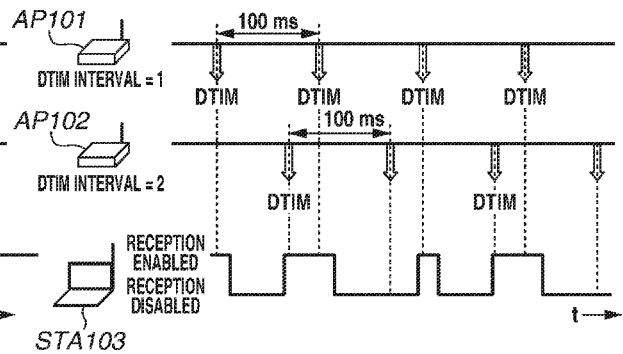 AP101
100 ms
DTIM INTERVAL = 1
DTIM DTIM DTIM DTIM
AP102
100 ms
DTIM INTERVAL = 2
DTIM DTIM
RECEPTION
ENABLED
RECEPTION
DISABLED
t
STA103